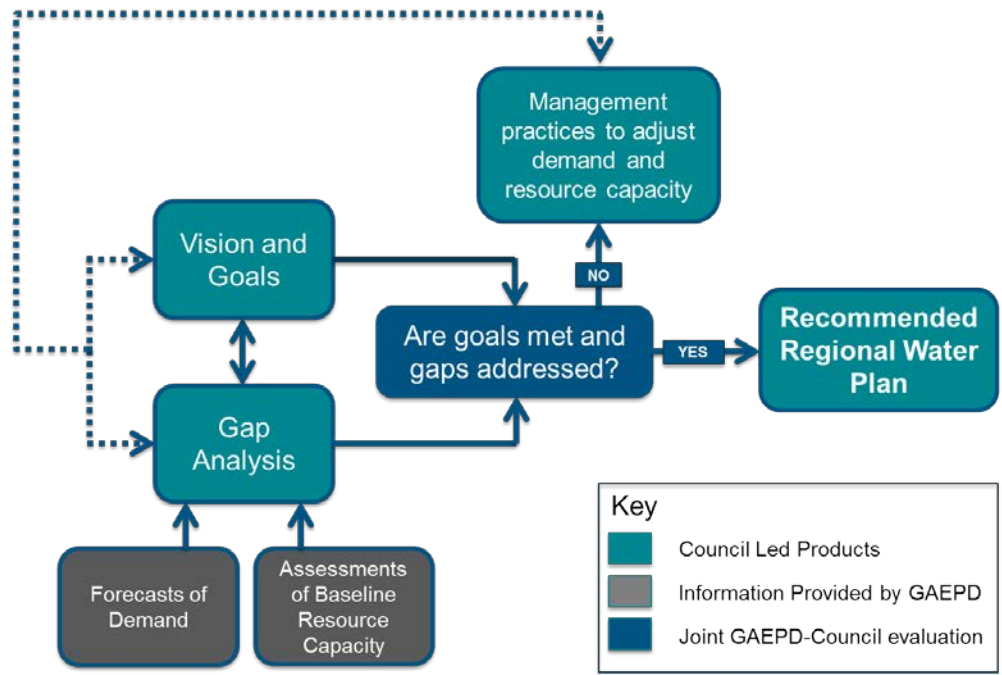 Management
practices to adjust
demand and
resource capacity
Vision and
Goals
NO
Are goals met and
gaps addressed?
YES
Recommended
Regional Water
Plan
Gap
Analysis
Forecasts of
Demand
Assessments
of Baseline
Resource
Capacity
Key
Council Led Products
Information Provided by GAEPD
Joint GAEPD-Council evaluation